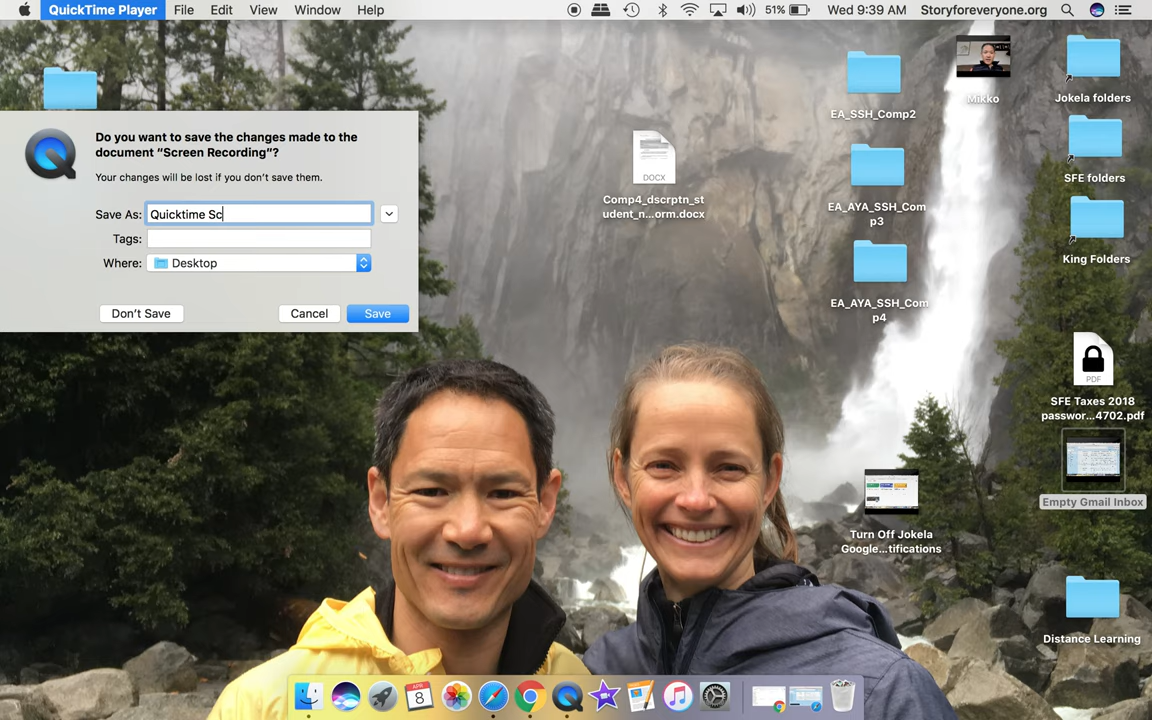 QuickTime Player File Edit View Window Help 51% Wed 9:39 AM Storyforeveryone.org
Do you want to save the changes made to the
document “Screen Recording”?
Your changes will be lost if you don’t save them.
Save As: Quicktime Sc
Tags:
Where: Desktop
Don’t Save Cancel Save
DOCX
Comp4_dscrptn_st
udent_n...orm.docx
EA_SSH_Comp2
EA_AYA_SSH_Com
p3
EA_AYA_SSH_Com
p4
Mikko
Jokela folders
SFE folders
King Folders
PDF
SFE Taxes 2018
passwor...4702.pdf
Empty Gmail Inbox
Turn Off Jokela
Google...tifications
Distance Learning
APR
8